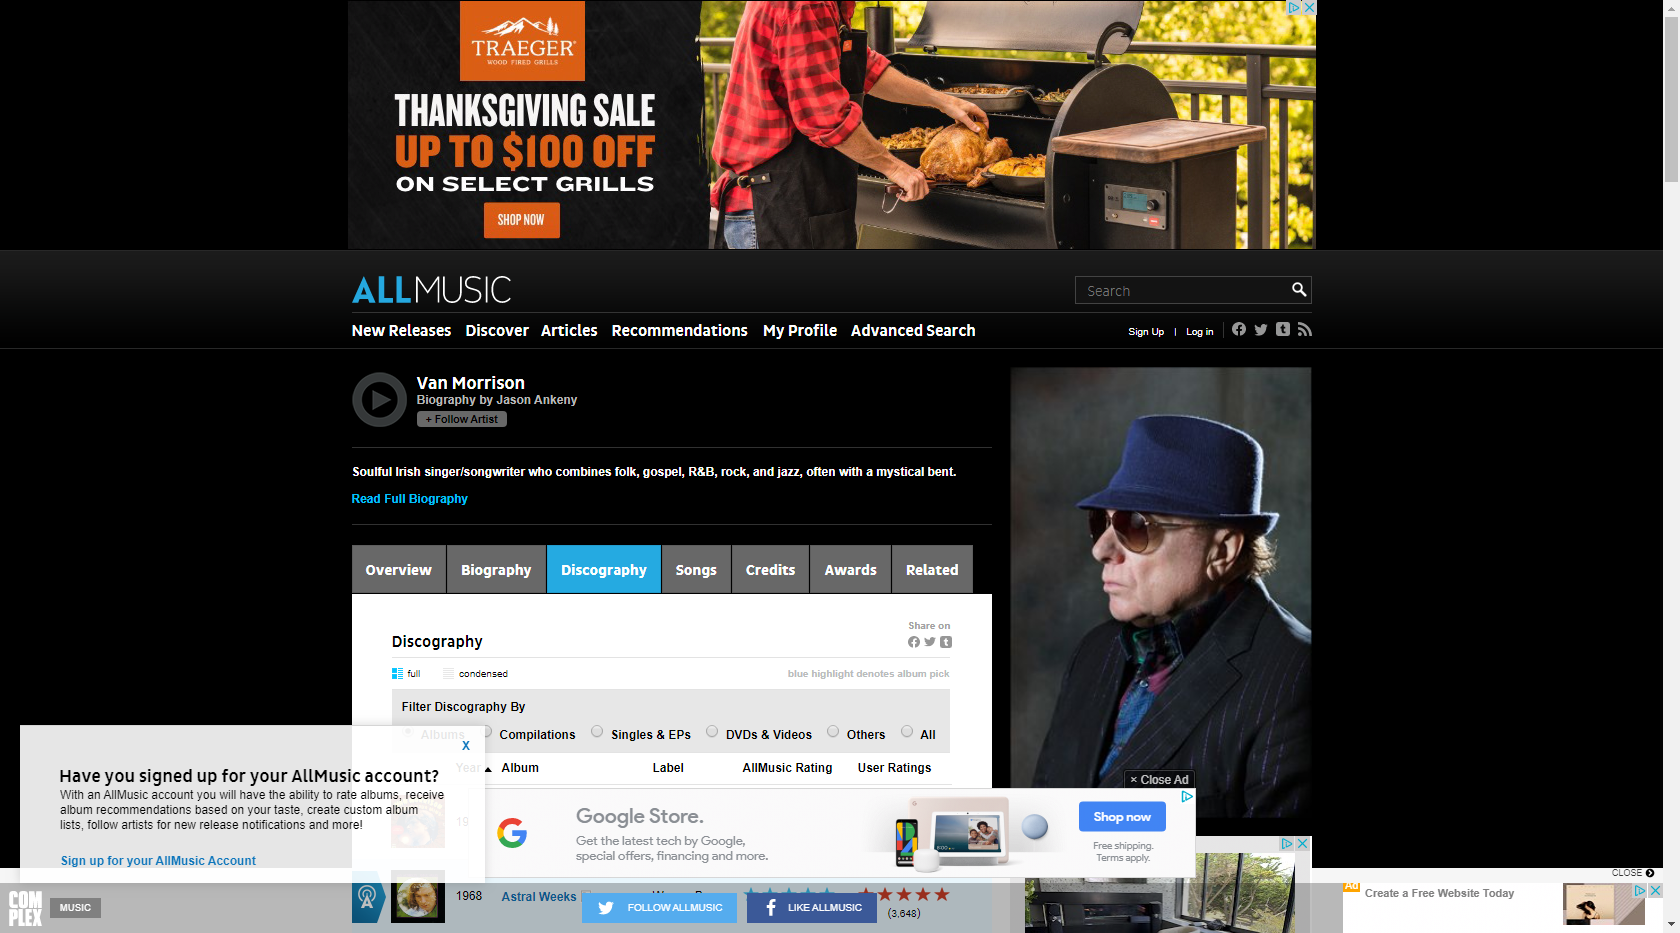 TRAEGER
WOOD FIRED GRILLS
THANKSGIVING SALE
UP TO $100 OFF
ON SELECT GRILLS
SHOP NOW
ALLMUSIC
Search
New Releases Discover Articles Recommendations My Profile Advanced Search
Sign Up | Log in
Van Morrison
Biography by Jason Ankeny
+ Follow Artist
Soulful Irish singer/songwriter who combines folk, gospel, R&B, rock, and jazz, often with a mystical bent.
Read Full Biography
Overview Biography Discography Songs Credits Awards Related
Share on
Discography
full condensed blue highlight denotes album pick
Filter Discography By
Albums Compilations Singles & EPs DVDs & Videos Others All
X
Year Album Label AllMusic Rating User Ratings
Have you signed up for your AllMusic account?
With an AllMusic account you will have the ability to rate albums, receive
album recommendations based on your taste, create custom album
lists, follow artists for new release notifications and more!
Sign up for your AllMusic Account
× Close Ad
19
Google Store.
Get the latest tech by Google,
special offers, financing and more.
Shop now
Free shipping.
Terms apply.
CLOSE
1968 Astral Weeks
(3,648)
COM
PLEX
MUSIC
FOLLOW ALLMUSIC
LIKE ALLMUSIC
Ad
Create a Free Website Today